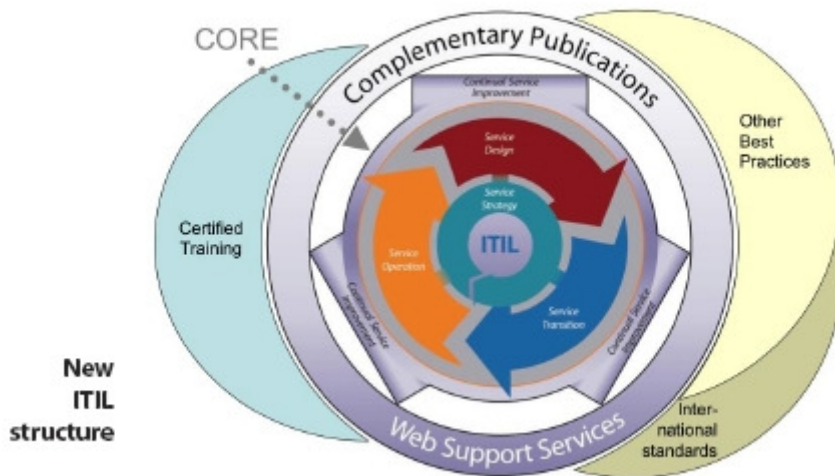 CORE
Complementary Publications
Continual Service
Improvement
Service
Design
Other
Best
Practices
Service
Strategy
Certified
Training
ITIL
Service
Operation
Service
Transition
Continual Service
Improvement
Continual Service
Improvement
New
ITIL
structure
Web Support Services
Inter-
national
standards